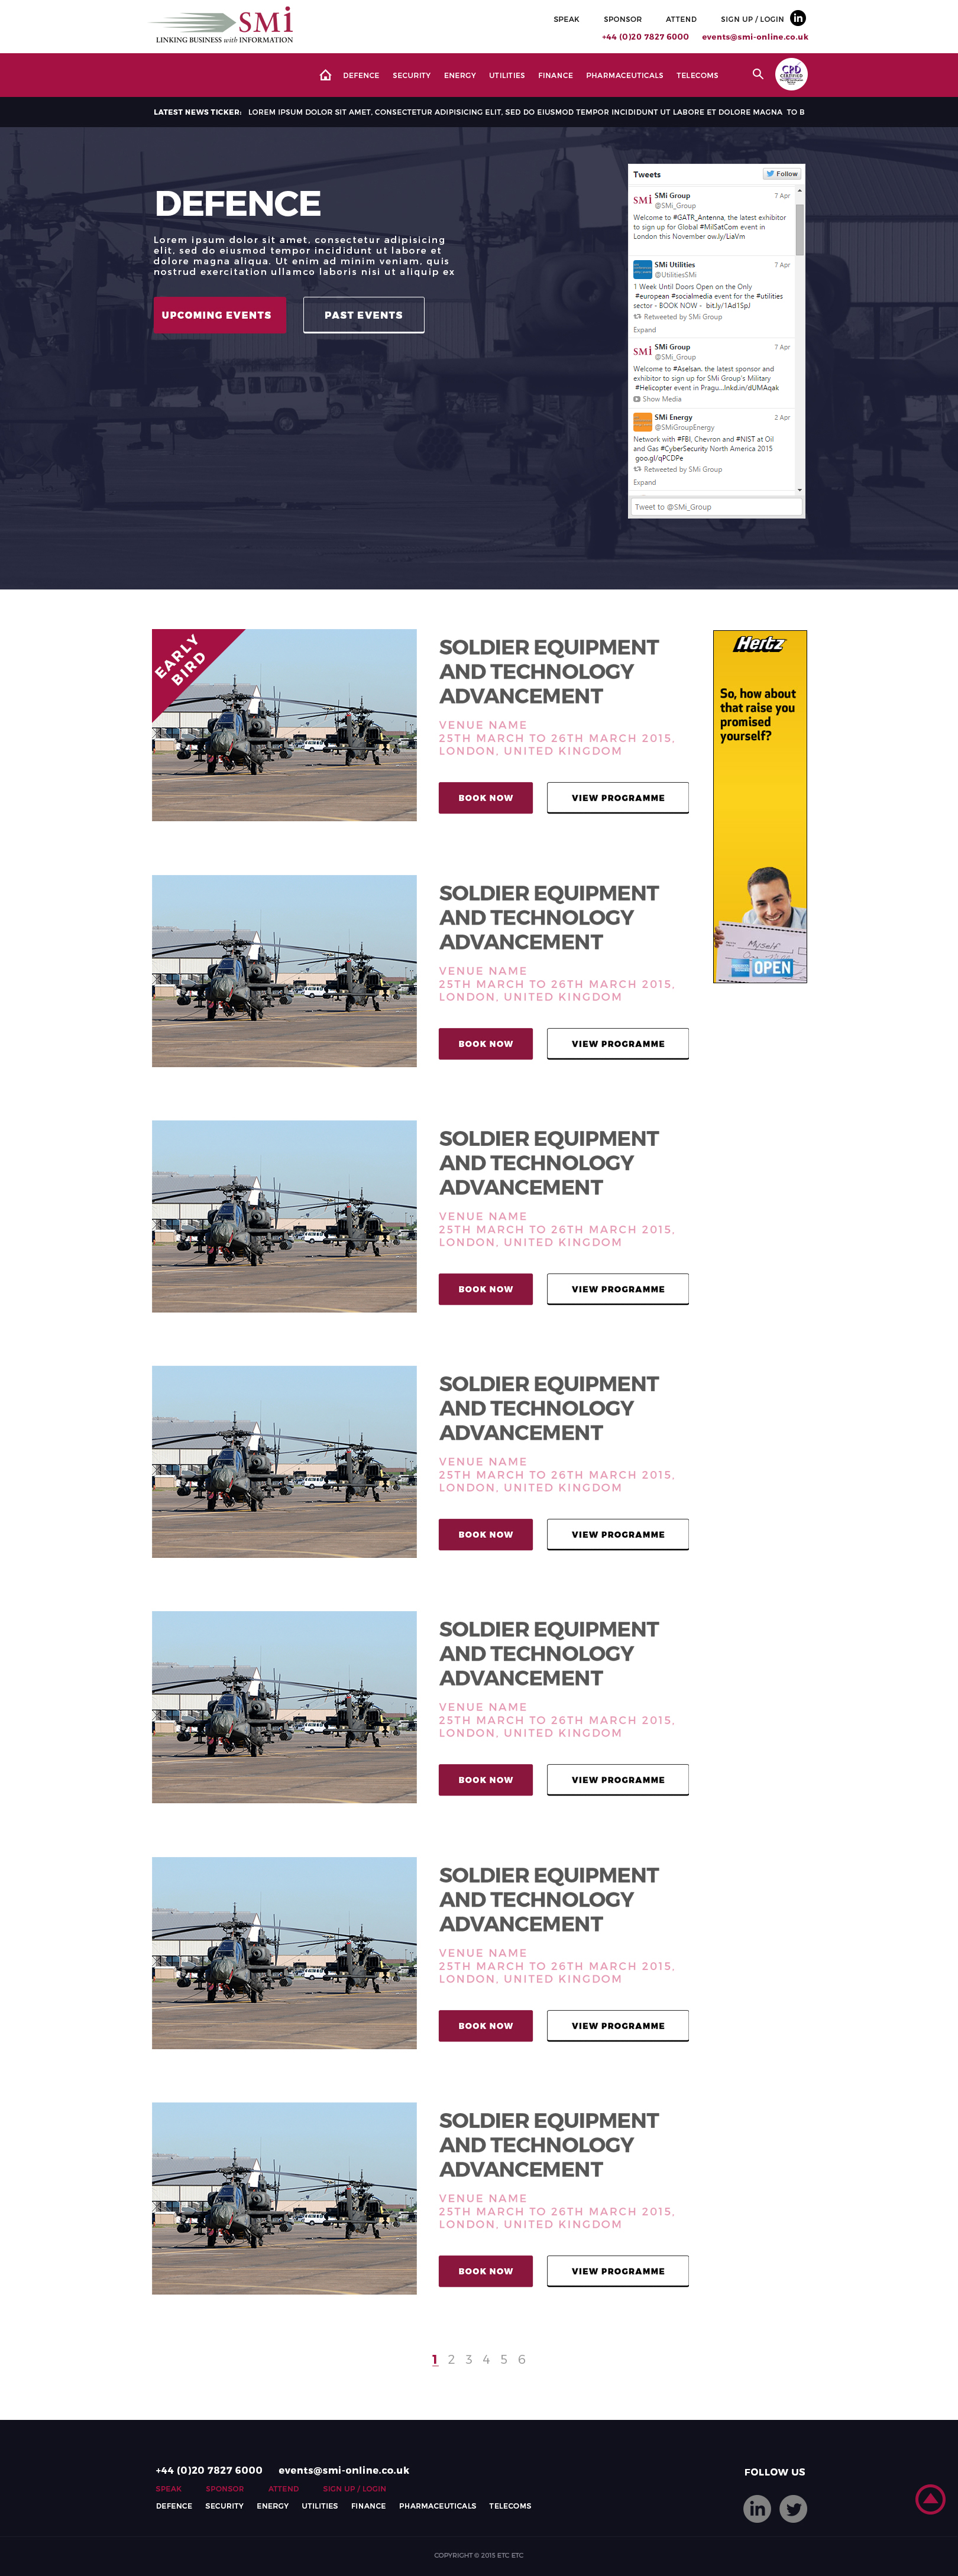 SMi
LINKING BUSINESS with INFORMATION
SPEAK SPONSOR ATTEND SIGN UP / LOGIN in
+44 (0)20 7827 6000 events@smi-online.co.uk
DEFENCE SECURITY ENERGY UTILITIES FINANCE PHARMACEUTICALS TELECOMS
CPD
CERTIFIED
LATEST NEWS TICKER: LOREM IPSUM DOLOR SIT AMET, CONSECTETUR ADIPISICING ELIT, SED DO EIUSMOD TEMPOR INCIDIDUNT UT LABORE ET DOLORE MAGNA TO B
DEFENCE
Lorem ipsum dolor sit amet, consectetur adipisicing
elit, sed do eiusmod tempor incididunt ut labore et
dolore magna aliqua. Ut enim ad minim veniam, quis
nostrud exercitation ullamco laboris nisi ut aliquip ex
UPCOMING EVENTS PAST EVENTS
Tweets Follow
SMi SMi Group 7 Apr
@SMi_Group
Welcome to #GATR_Antenna, the latest exhibitor
to sign up for Global #MilSatCom event in
London this November ow.ly/LiaVm
SMi Utilities 7 Apr
@UtilitiesSMi
1 Week Until Doors Open on the Only
#european #socialmedia event for the #utilities
sector - BOOK NOW - bit.ly/1Ad1SpJ
Retweeted by SMi Group
Expand
SMi SMi Group 7 Apr
@SMi_Group
Welcome to #Aselsan. the latest sponsor and
exhibitor to sign up for SMi Group's Military
#Helicopter event in Pragu...lnkd.in/dUMAqak
Show Media
SMi Energy 2 Apr
@SMiGroupEnergy
Network with #FBI, Chevron and #NIST at Oil
and Gas #CyberSecurity North America 2015
goo.gl/qPCDPe
Retweeted by SMi Group
Expand
Tweet to @SMi_Group
EARLY
BIRD
SOLDIER EQUIPMENT
AND TECHNOLOGY
ADVANCEMENT
VENUE NAME
25TH MARCH TO 26TH MARCH 2015,
LONDON, UNITED KINGDOM
BOOK NOW VIEW PROGRAMME
Hertz
So, how about
that raise you
promised
yourself?
Myself
OPEN
SOLDIER EQUIPMENT
AND TECHNOLOGY
ADVANCEMENT
VENUE NAME
25TH MARCH TO 26TH MARCH 2015,
LONDON, UNITED KINGDOM
BOOK NOW VIEW PROGRAMME
SOLDIER EQUIPMENT
AND TECHNOLOGY
ADVANCEMENT
VENUE NAME
25TH MARCH TO 26TH MARCH 2015,
LONDON, UNITED KINGDOM
BOOK NOW VIEW PROGRAMME
SOLDIER EQUIPMENT
AND TECHNOLOGY
ADVANCEMENT
VENUE NAME
25TH MARCH TO 26TH MARCH 2015,
LONDON, UNITED KINGDOM
BOOK NOW VIEW PROGRAMME
SOLDIER EQUIPMENT
AND TECHNOLOGY
ADVANCEMENT
VENUE NAME
25TH MARCH TO 26TH MARCH 2015,
LONDON, UNITED KINGDOM
BOOK NOW VIEW PROGRAMME
SOLDIER EQUIPMENT
AND TECHNOLOGY
ADVANCEMENT
VENUE NAME
25TH MARCH TO 26TH MARCH 2015,
LONDON, UNITED KINGDOM
BOOK NOW VIEW PROGRAMME
SOLDIER EQUIPMENT
AND TECHNOLOGY
ADVANCEMENT
VENUE NAME
25TH MARCH TO 26TH MARCH 2015,
LONDON, UNITED KINGDOM
BOOK NOW VIEW PROGRAMME
1 2 3 4 5 6
+44 (0)20 7827 6000 events@smi-online.co.uk
SPEAK SPONSOR ATTEND SIGN UP / LOGIN
DEFENCE SECURITY ENERGY UTILITIES FINANCE PHARMACEUTICALS TELECOMS
FOLLOW US
in
COPYRIGHT © 2015 ETC ETC